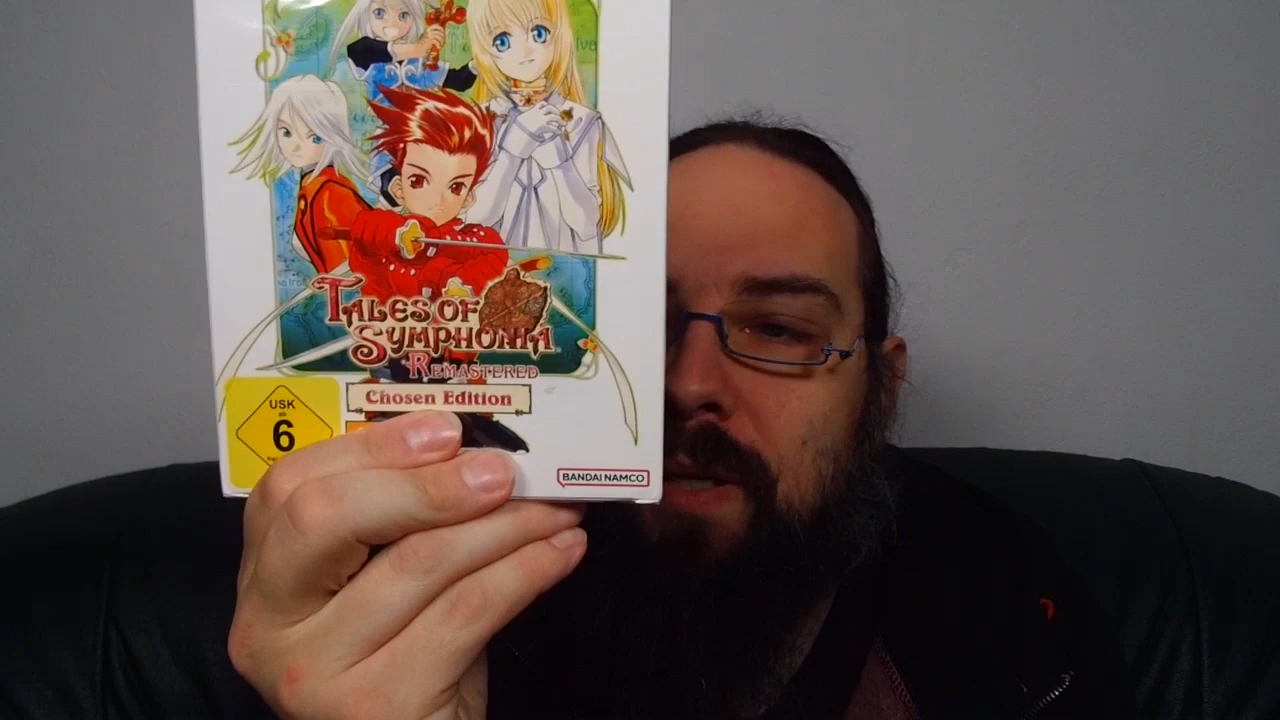 TALES OF
SYMPHONIA
REMASTERED
Chosen Edition
USK
ab
6
BANDAI NAMCO